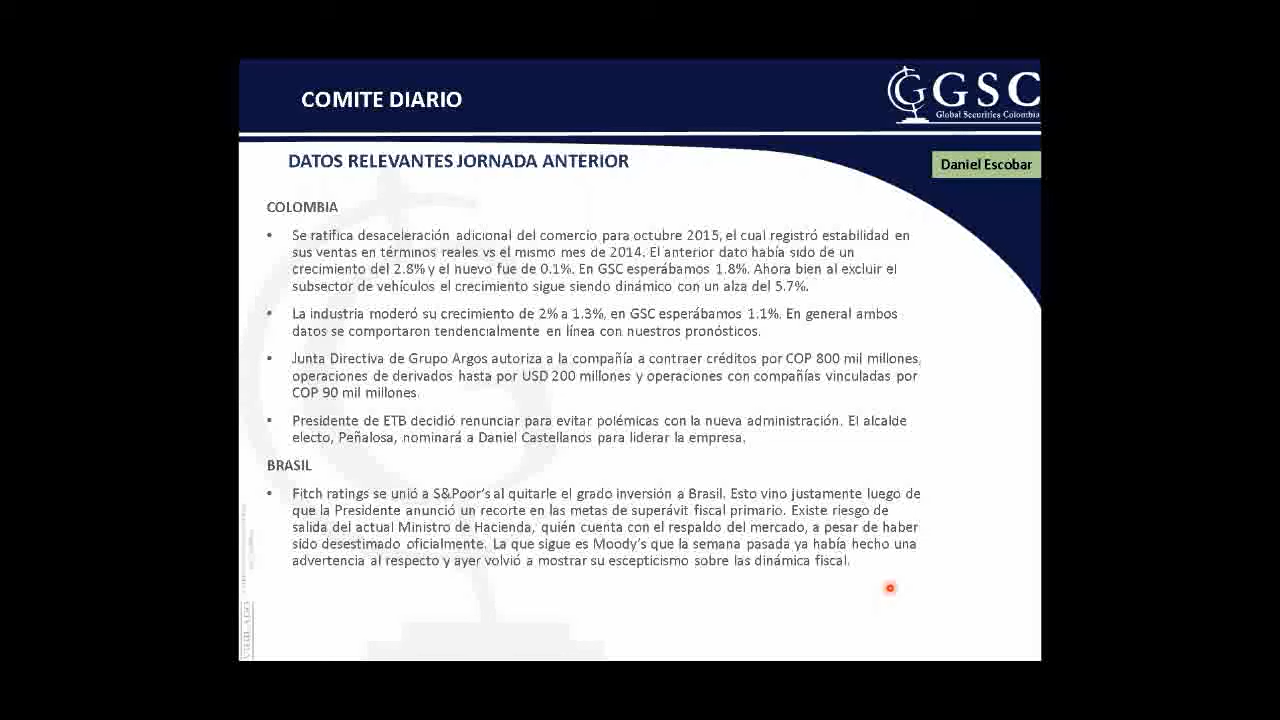 COMITE DIARIO
GGSC
Global Securities Colombia
DATOS RELEVANTES JORNADA ANTERIOR
Daniel Escobar
COLOMBIA
• Se ratifica desaceleración adicional del comercio para octubre 2015, el cual registró estabilidad en
sus ventas en términos reales vs el mismo mes de 2014. El anterior dato había sido de un
crecimiento del 2.8% y el nuevo fue de 0.1%. En GSC esperábamos 1.8%. Ahora bien al excluir el
subsector de vehículos el crecimiento sigue siendo dinámico con un alza del 5.7%.
• La industria moderó su crecimiento de 2% a 1.3%, en GSC esperábamos 1.1%. En general ambos
datos se comportaron tendencialmente en línea con nuestros pronósticos.
• Junta Directiva de Grupo Argos autoriza a la compañía a contraer créditos por COP 800 mil millones,
operaciones de derivados hasta por USD 200 millones y operaciones con compañías vinculadas por
COP 90 mil millones.
• Presidente de ETB decidió renunciar para evitar polémicas con la nueva administración. El alcalde
electo, Peñalosa, nominará a Daniel Castellanos para liderar la empresa.
BRASIL
• Fitch ratings se unió a S&Poor's al quitarle el grado inversión a Brasil. Esto vino justamente luego de
que la Presidente anunció un recorte en las metas de superávit fiscal primario. Existe riesgo de
salida del actual Ministro de Hacienda, quién cuenta con el respaldo del mercado, a pesar de haber
sido desestimado oficialmente. La que sigue es Moody's que la semana pasada ya había hecho una
advertencia al respecto y ayer volvió a mostrar su escepticismo sobre las dinámica fiscal.